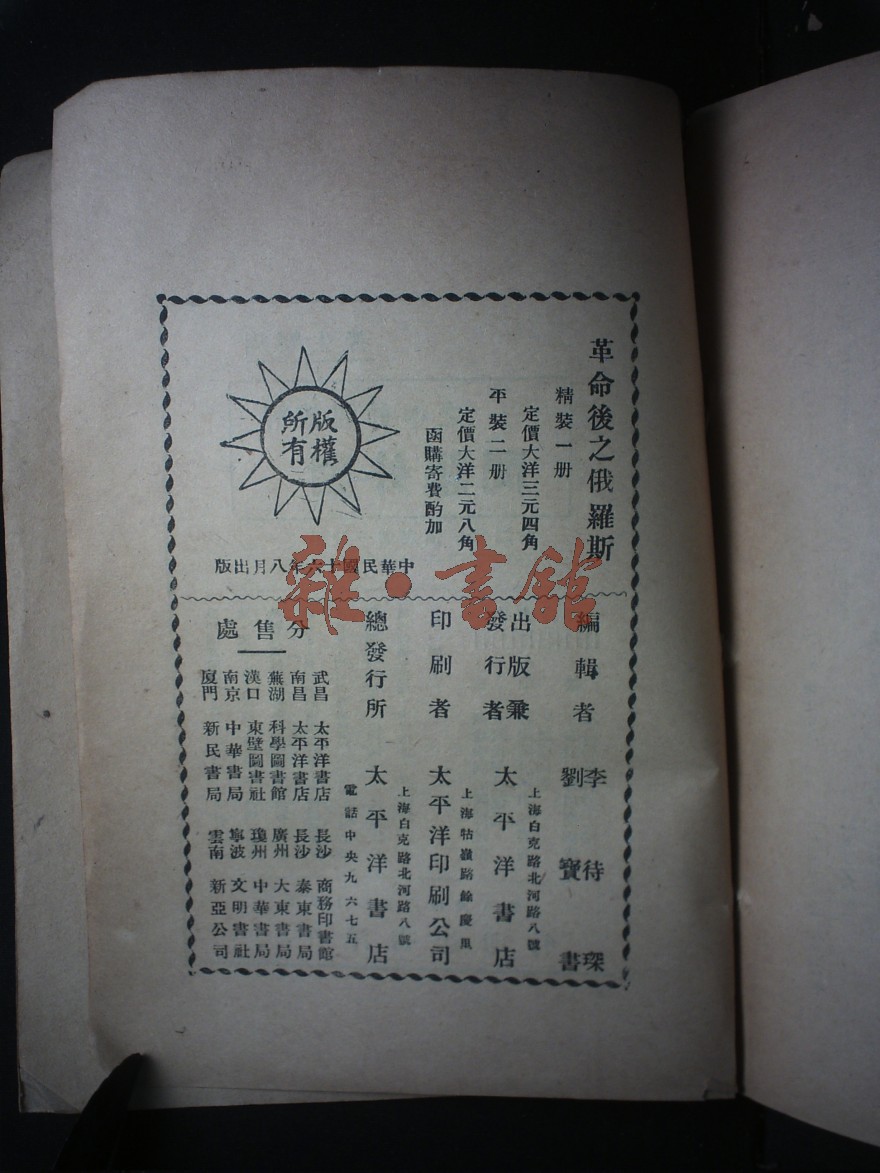 革命後之俄羅斯
精裝一册
定價大洋三元四角
平裝二册
定價大洋二元八角
函購寄費酌加
版權
所有
中華民國十六年八月出版
編輯者
李待琛
劉寶書
出版兼
發行者
上海白克路北河路八號
太平洋書店
印刷者
上海牯嶺路餘慶里
太平洋印刷公司
總發行所
上海白克路北河路八號
太平洋書店
電話中央九六七五
分售處
武昌 太平洋書店 長沙 商務印書館
南昌 太平洋書店 長沙 泰東書局
蕪湖 科學圖書館 廣州 大東書局
漢口 東壁圖書社 瓊州 中華書局
南京 中華書局 寧波 文明書社
廈門 新民書局 雲南 新亞公司
雜·書館